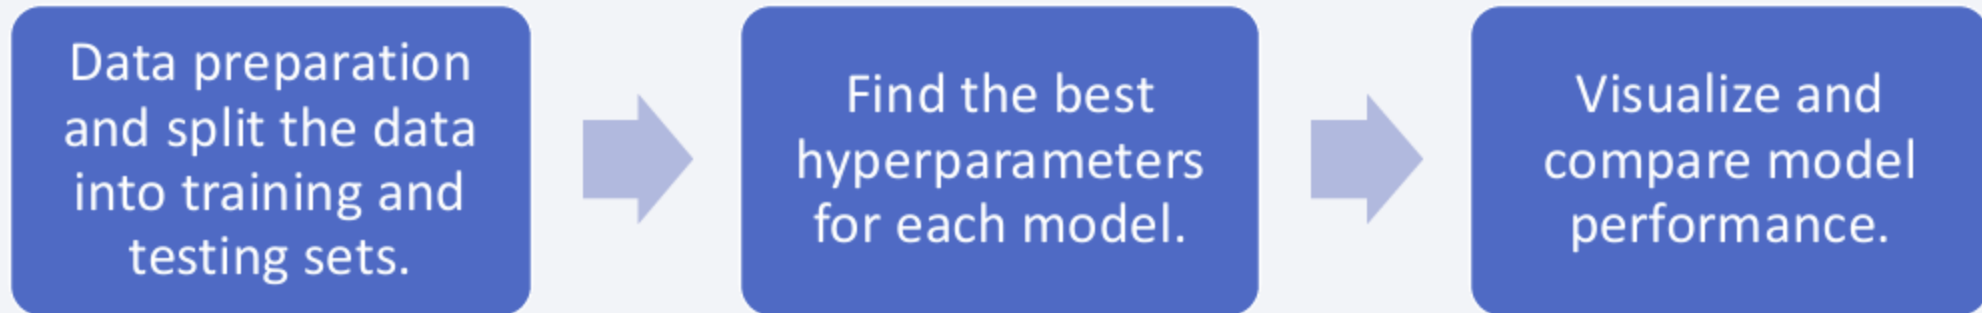 Data preparation
and split the data
into training and
testing sets.
Find the best
hyperparameters
for each model.
Visualize and
compare model
performance.